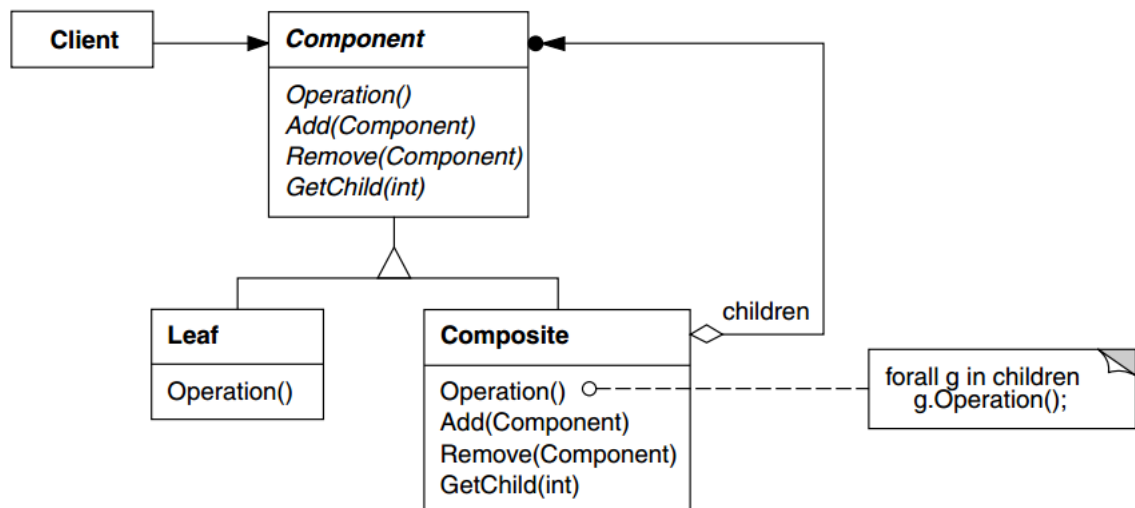 Client
Component
Operation()
Add(Component)
Remove(Component)
GetChild(int)
children
Leaf
Operation()
Composite
Operation()
Add(Component)
Remove(Component)
GetChild(int)
forall g in children
g.Operation();